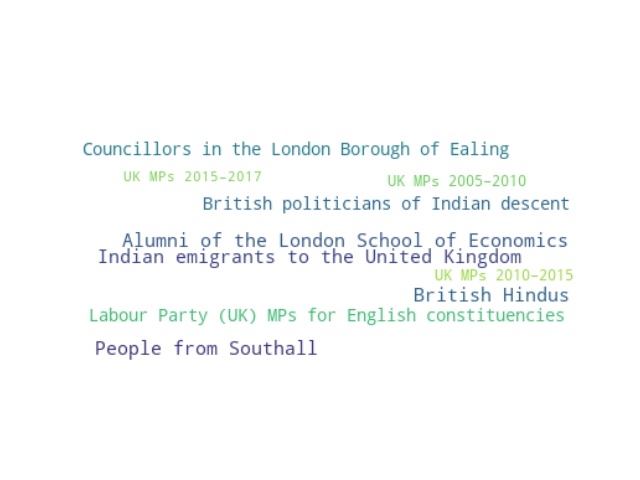 Councillors in the London Borough of Ealing
UK MPs 2015–2017
UK MPs 2005–2010
British politicians of Indian descent
Alumni of the London School of Economics
Indian emigrants to the United Kingdom
UK MPs 2010–2015
British Hindus
Labour Party (UK) MPs for English constituencies
People from Southall